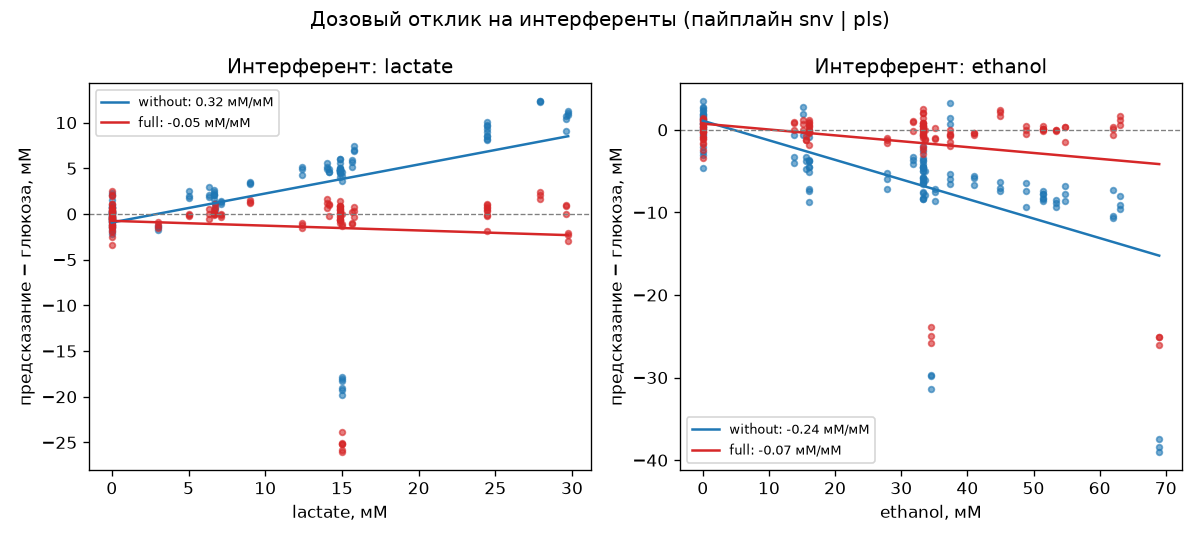 Дозовый отклик на интерференты (пайплайн snv | pls)
Интерферент: lactate
without: 0.32 мМ/мМ
full: -0.05 мМ/мМ
10
5
0
−5
−10
−15
−20
−25
предсказание − глюкоза, мМ
0
5
10
15
20
25
30
lactate, мМ
Интерферент: ethanol
without: -0.24 мМ/мМ
full: -0.07 мМ/мМ
0
−10
−20
−30
−40
предсказание − глюкоза, мМ
0
10
20
30
40
50
60
70
ethanol, мМ